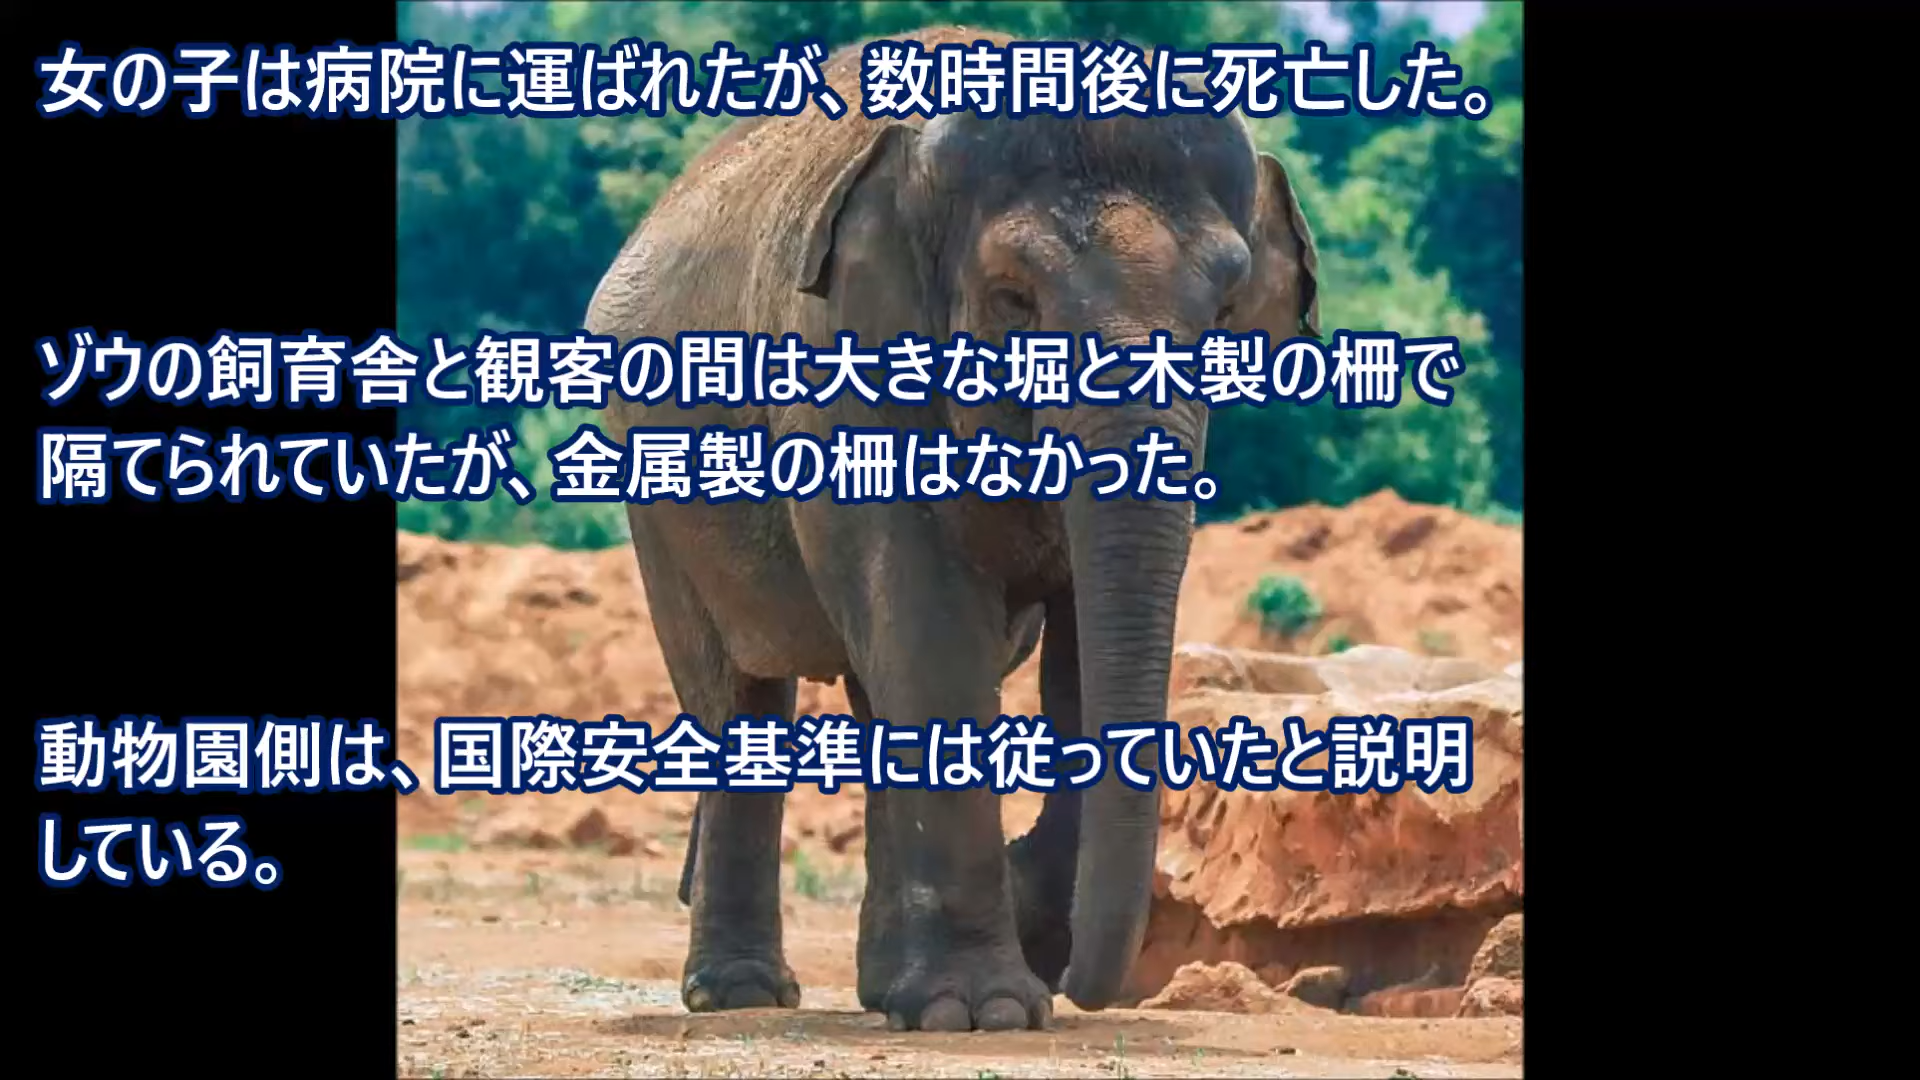 女の子は病院に運ばれたが、数時間後に死亡した。
ゾウの飼育舎と観客の間は大きな堀と木製の柵で
隔てられていたが、金属製の柵はなかった。
動物園側は、国際安全基準には従っていたと説明
している。